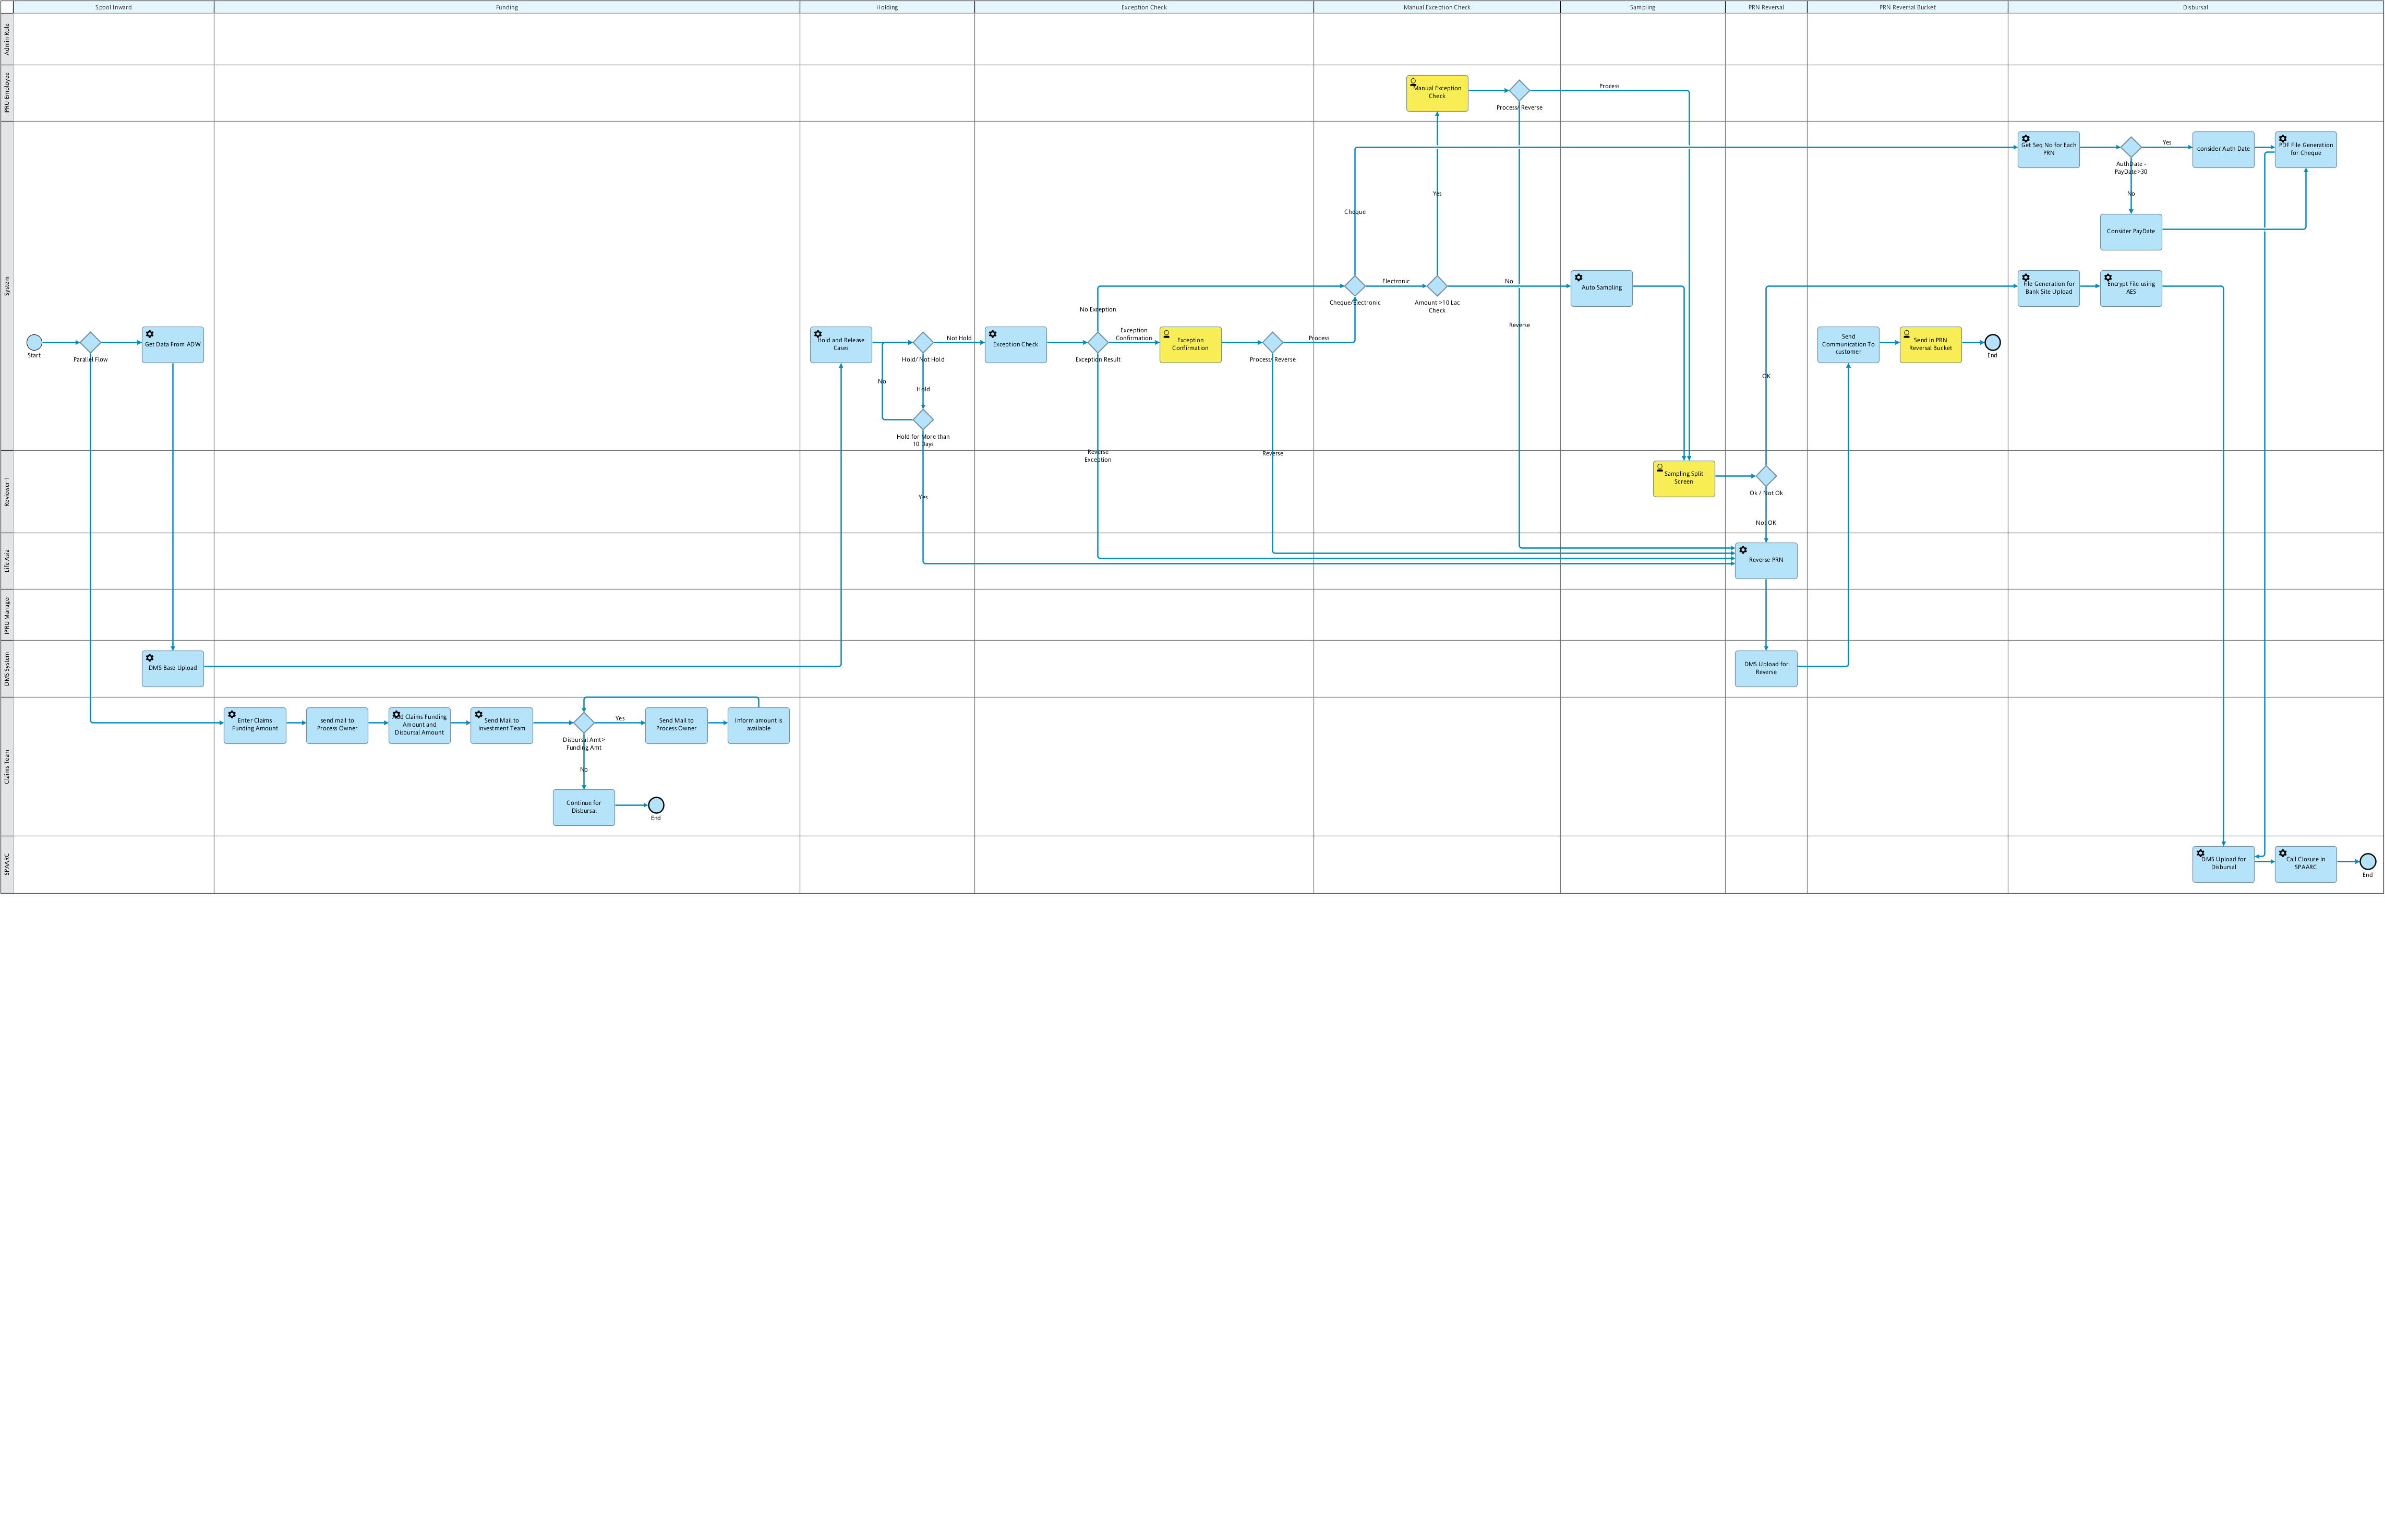 Spool Inward
Funding
Holding
Exception Check
Manual Exception Check
Sampling
PRN Reversal
PRN Reversal Bucket
Disbursal
Admin Role
IPRU Employee
Manual Exception
Check
Process/ Reverse
Process
System
Get Seq No for Each
PRN
AuthDate -
PayDate>30
Yes
consider Auth Date
PDF File Generation
for Cheque
No
Consider PayDate
Cheque
Yes
Cheque/Electronic
Electronic
Amount >10 Lac
Check
No
Auto Sampling
Reverse
File Generation for
Bank Site Upload
Encrypt File using
AES
Start
Parallel Flow
Get Data From ADW
Hold and Release
Cases
Hold/ Not Hold
Not Hold
No
Hold
Hold for More than
10 Days
Exception Check
No Exception
Exception Result
Exception
Confirmation
Exception
Confirmation
Process/ Reverse
Process
OK
Send
Communication To
customer
Send in PRN
Reversal Bucket
End
Reviewer 1
Yes
Reverse
Exception
Reverse
Sampling Split
Screen
Ok / Not Ok
Not OK
Life Asia
Reverse PRN
IPRU Manager
DMS System
DMS Base Upload
DMS Upload for
Reverse
Claims Team
Enter Claims
Funding Amount
send mail to
Process Owner
Add Claims Funding
Amount and
Disbursal Amount
Send Mail to
Investment Team
Disbursal Amt>
Funding Amt
Yes
Send Mail to
Process Owner
Inform amount is
available
No
Continue for
Disbursal
End
SPAARC
DMS Upload for
Disbursal
Call Closure In
SPAARC
End